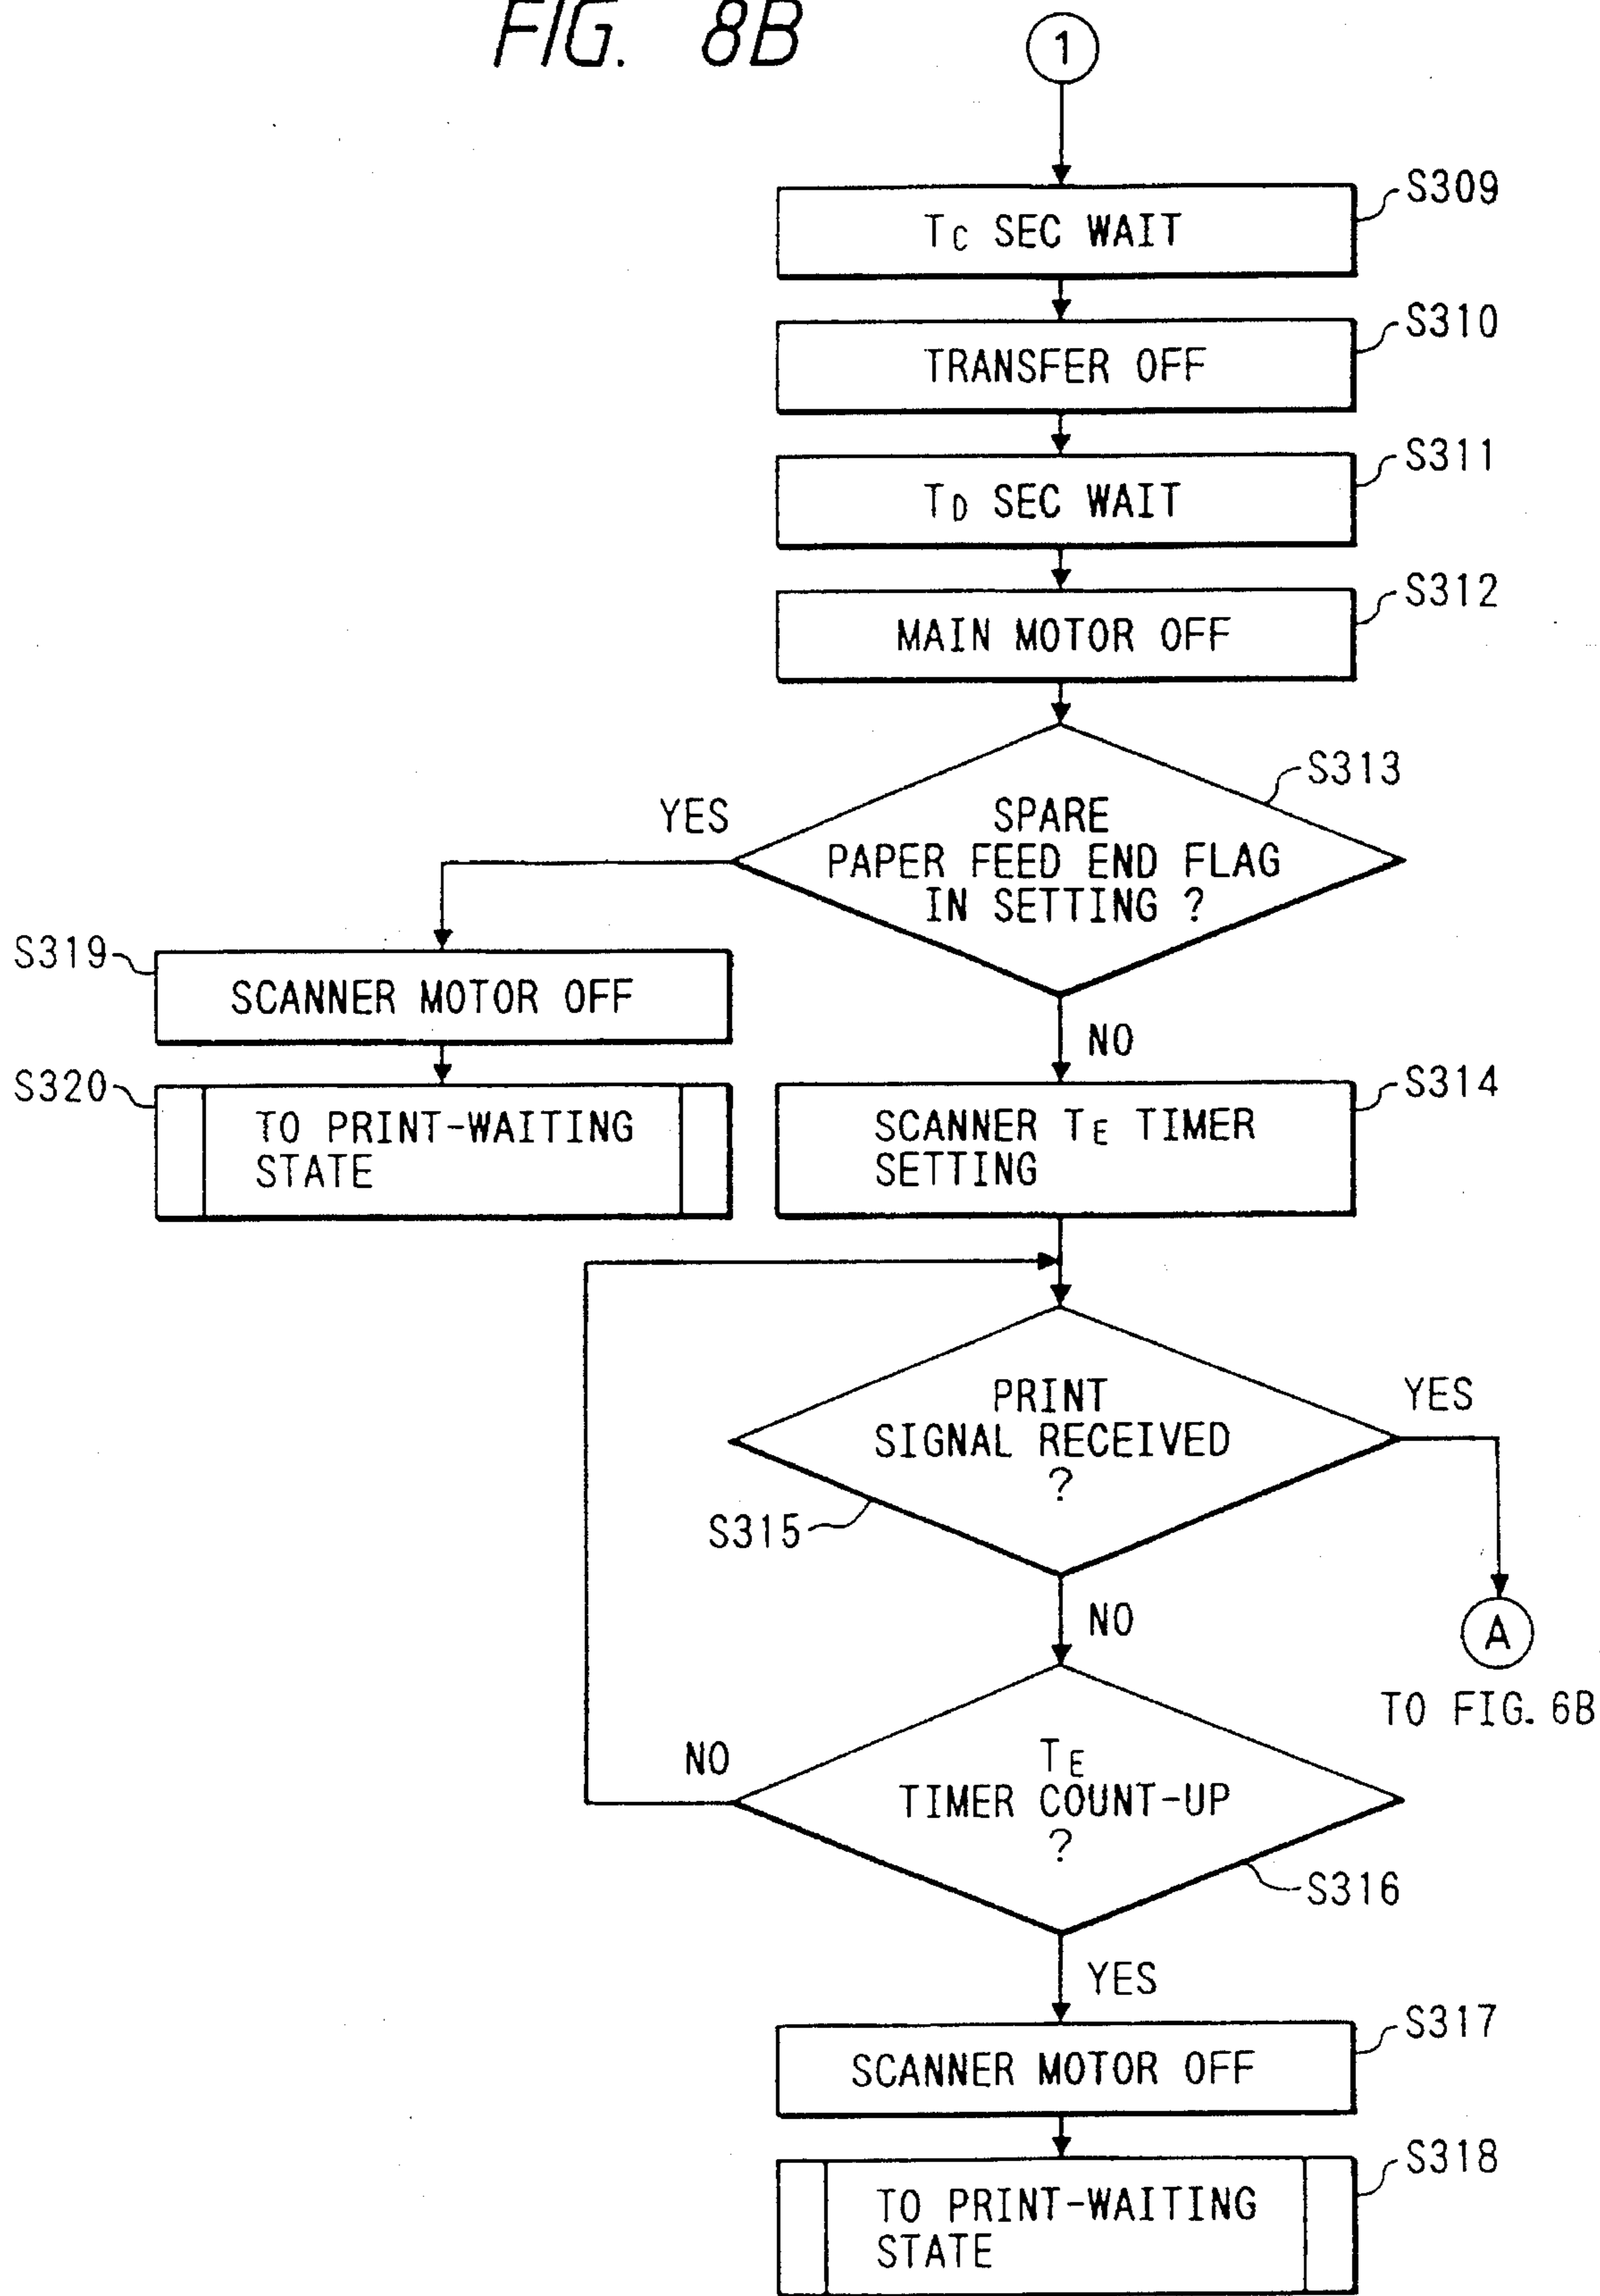 FIG. 8B
1
S309
TC SEC WAIT
S310
TRANSFER OFF
S311
TD SEC WAIT
S312
MAIN MOTOR OFF
S313
YES
SPARE
PAPER FEED END FLAG
IN SETTING ?
S319
SCANNER MOTOR OFF
NO
S320
TO PRINT-WAITING
STATE
S314
SCANNER TE TIMER
SETTING
PRINT
SIGNAL RECEIVED
?
YES
S315
NO
A
TO FIG. 6B
NO
TE
TIMER COUNT-UP
?
S316
YES
S317
SCANNER MOTOR OFF
S318
TO PRINT-WAITING
STATE